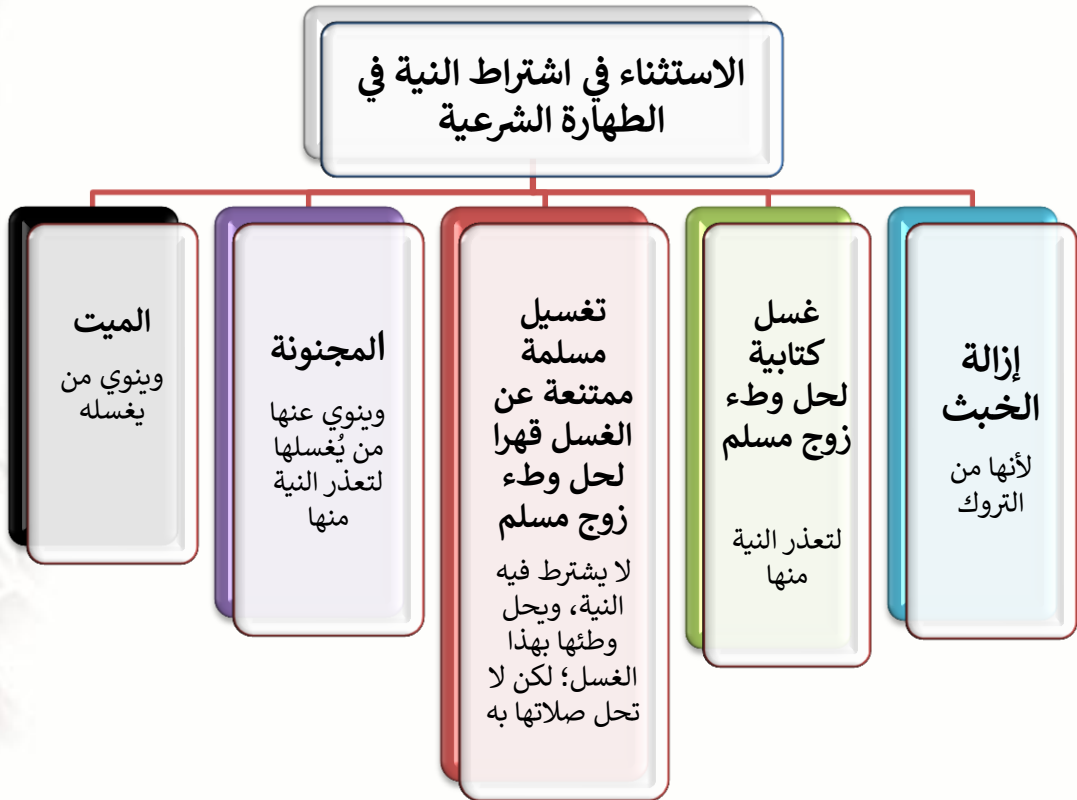 الاستثناء في اشتراط النية في
الطهارة الشرعية
إزالة
الخبث
لأنها من
التروك
غسل
كتابية
لحل وطء
زوج مسلم
لتعذر النية
منها
تغسيل
مسلمة
ممتنعة عن
الغسل قهرا
لحل وطء
زوج مسلم
لا يشترط فيه
النية، ويحل
وطئها بهذا
الغسل؛ لكن لا
تحل صلاتها به
المجنونة
وينوي عنها
من يُغسلها
لتعذر النية
منها
الميت
وينوي من
يغسله